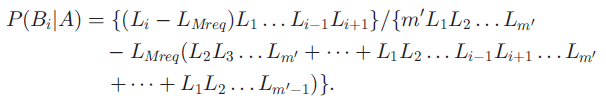 P(B_i|A) = {(L_i − L_{Mreq})L_1 … L_{i−1}L_{i+1}}/{m′L_1L_2 … L_{m′}
− L_{Mreq}(L_2L_3 … L_{m′} + ⋯ + L_1L_2 … L_{i−1}L_{i+1} … L_{m′}
+ ⋯ + L_1L_2 … L_{m′−1})}.